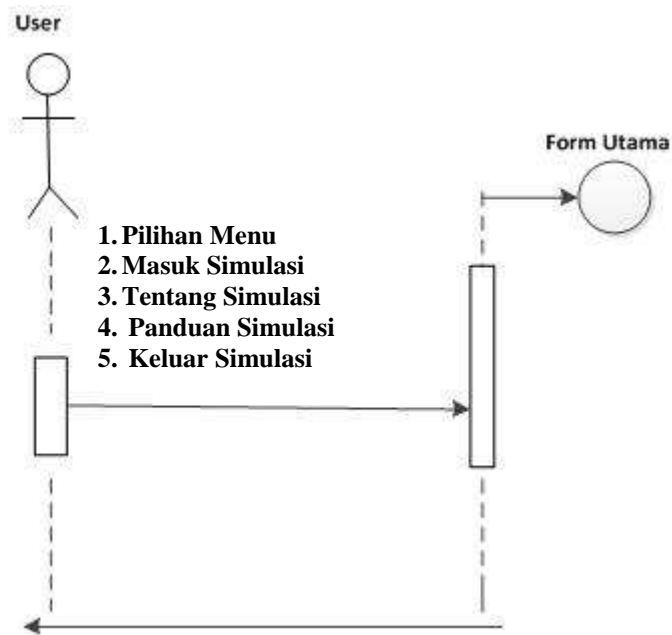 User
Form Utama
1. Pilihan Menu
2. Masuk Simulasi
3. Tentang Simulasi
4. Panduan Simulasi
5. Keluar Simulasi